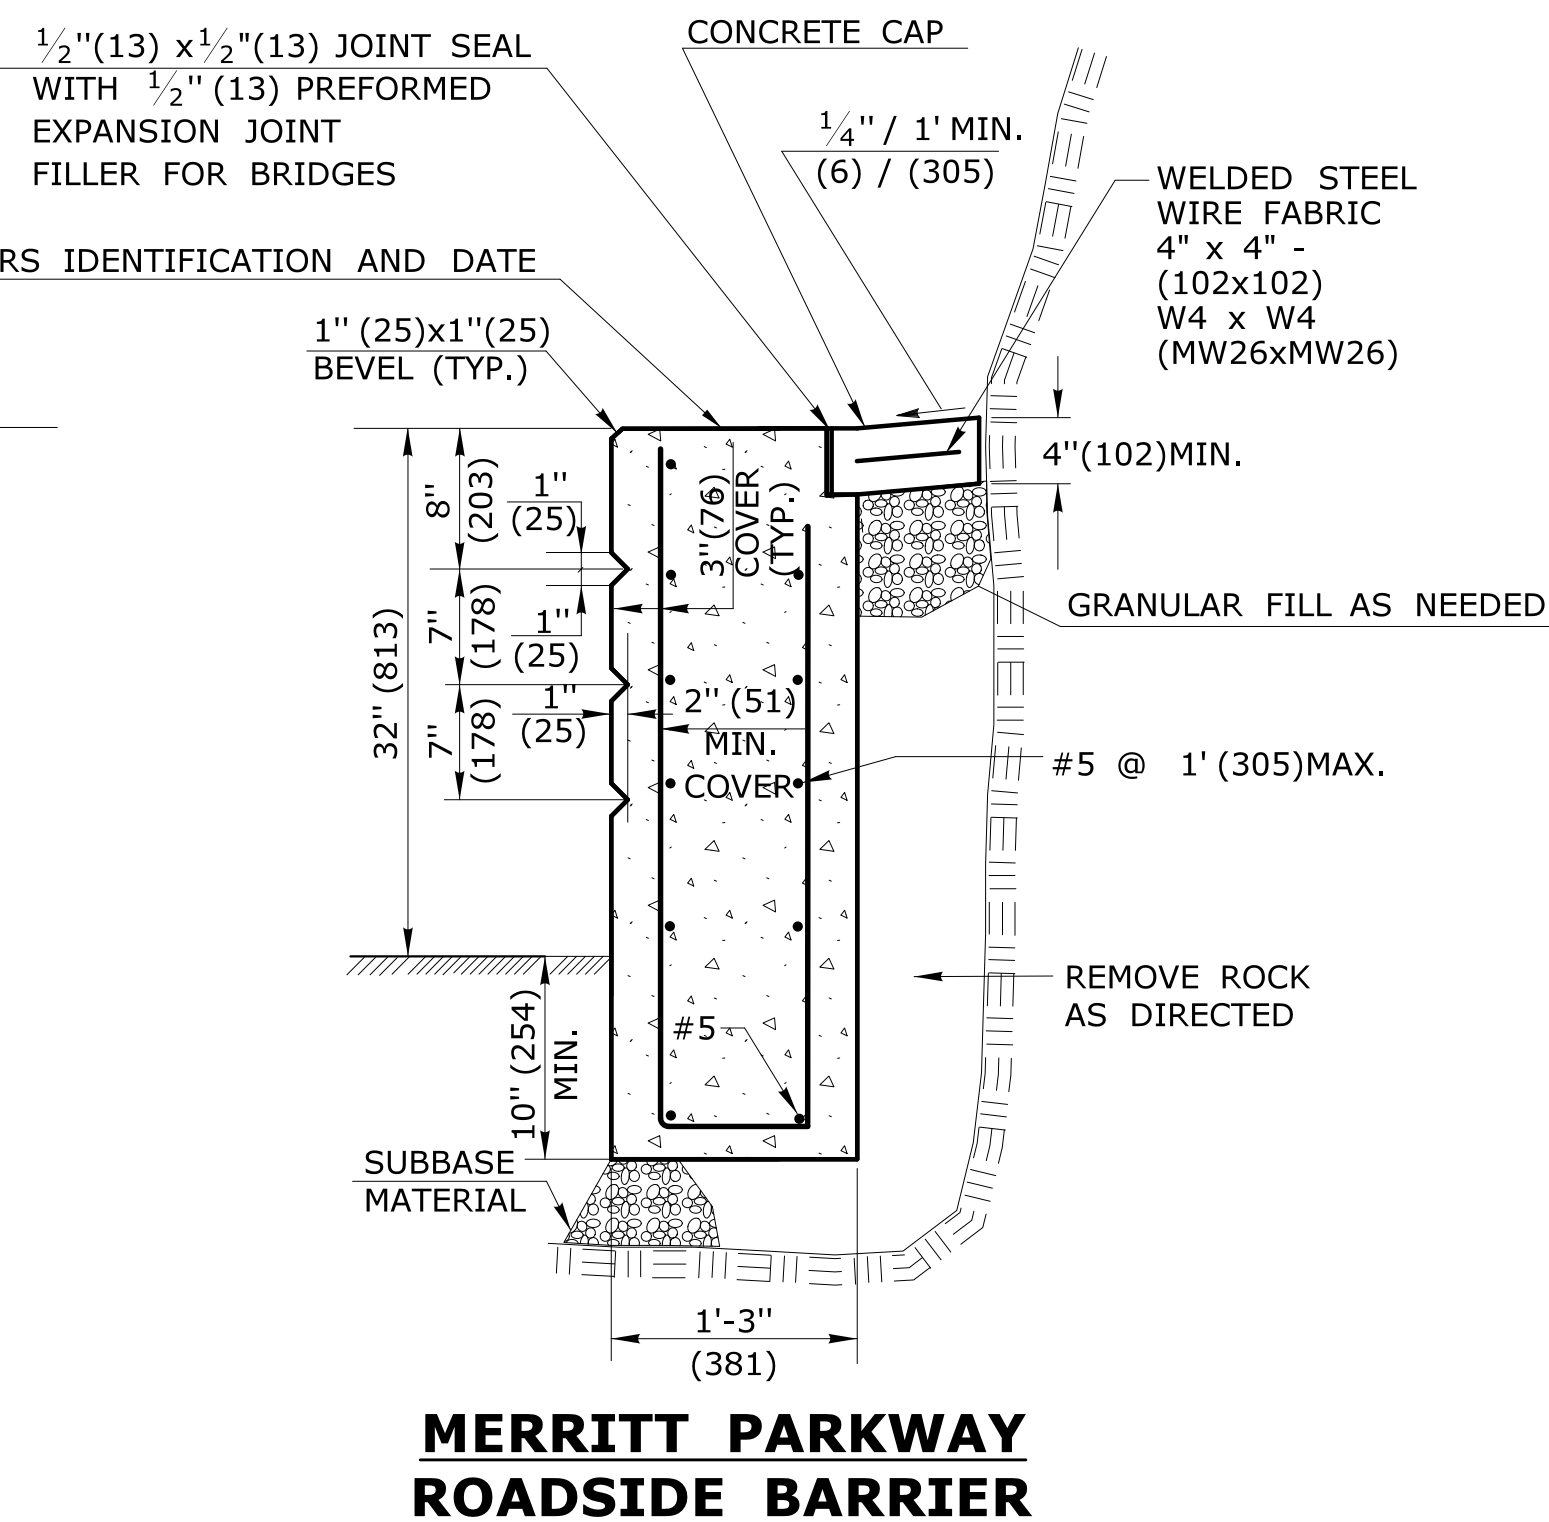 ½"(13) x½"(13) JOINT SEAL
WITH ½" (13) PREFORMED
EXPANSION JOINT
FILLER FOR BRIDGES
CONCRETE CAP
¼" / 1' MIN.
(6) / (305)
WELDED STEEL
WIRE FABRIC
4" x 4" -
(102x102)
W4 x W4
(MW26xMW26)
RS IDENTIFICATION AND DATE
1" (25)x1"(25)
BEVEL (TYP.)
4"(102)MIN.
8"
(203)
1"
(25)
3"(76)
COVER
(TYP.)
GRANULAR FILL AS NEEDED
32" (813)
7"
(178)
1"
(25)
7"
(178)
1"
(25)
2" (51)
MIN.
COVER
#5 @ 1' (305)MAX.
REMOVE ROCK
AS DIRECTED
10" (254)
MIN.
#5
SUBBASE
MATERIAL
1'-3"
(381)
MERRITT PARKWAY
ROADSIDE BARRIER